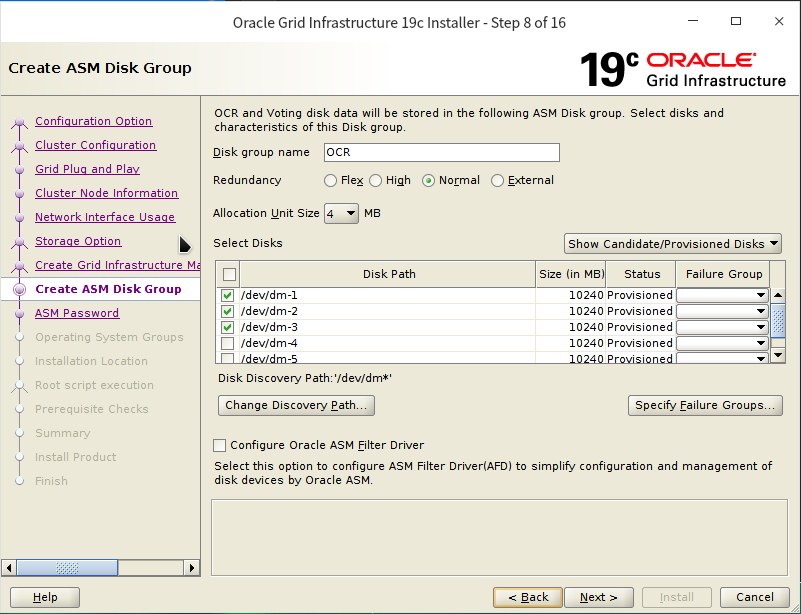 Oracle Grid Infrastructure 19c Installer - Step 8 of 16
Create ASM Disk Group
19c ORACLE
Grid Infrastructure
Configuration Option
Cluster Configuration
Grid Plug and Play
Cluster Node Information
Network Interface Usage
Storage Option
Create Grid Infrastructure Ma
Create ASM Disk Group
ASM Password
Operating System Groups
Installation Location
Root script execution
Prerequisite Checks
Summary
Install Product
Finish
OCR and Voting disk data will be stored in the following ASM Disk group. Select disks and
characteristics of this Disk group.
Disk group name OCR
Redundancy Flex High Normal External
Allocation Unit Size 4 MB
Select Disks Show Candidate/Provisioned Disks
Disk Path Size (in MB) Status Failure Group
/dev/dm-1 10240 Provisioned
/dev/dm-2 10240 Provisioned
/dev/dm-3 10240 Provisioned
/dev/dm-4 10240 Provisioned
/dev/dm-5 10240 Provisioned
Disk Discovery Path:'/dev/dm*'
Change Discovery Path... Specify Failure Groups...
Configure Oracle ASM Filter Driver
Select this option to configure ASM Filter Driver(AFD) to simplify configuration and management of
disk devices by Oracle ASM.
Help < Back Next > Install Cancel